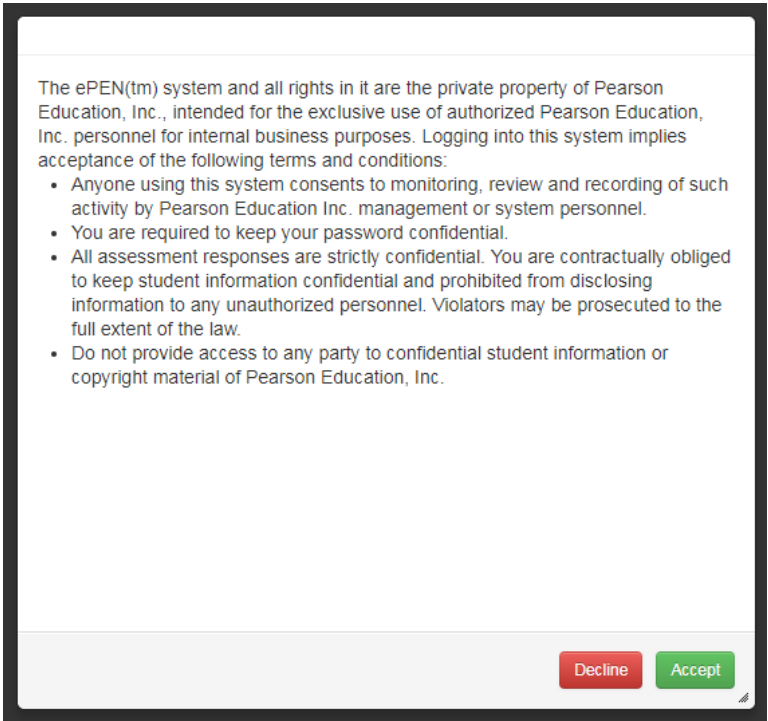 The ePEN(tm) system and all rights in it are the private property of Pearson
Education, Inc., intended for the exclusive use of authorized Pearson Education,
Inc. personnel for internal business purposes. Logging into this system implies
acceptance of the following terms and conditions:
• Anyone using this system consents to monitoring, review and recording of such
activity by Pearson Education Inc. management or system personnel.
• You are required to keep your password confidential.
• All assessment responses are strictly confidential. You are contractually obliged
to keep student information confidential and prohibited from disclosing
information to any unauthorized personnel. Violators may be prosecuted to the
full extent of the law.
• Do not provide access to any party to confidential student information or
copyright material of Pearson Education, Inc.
Decline Accept